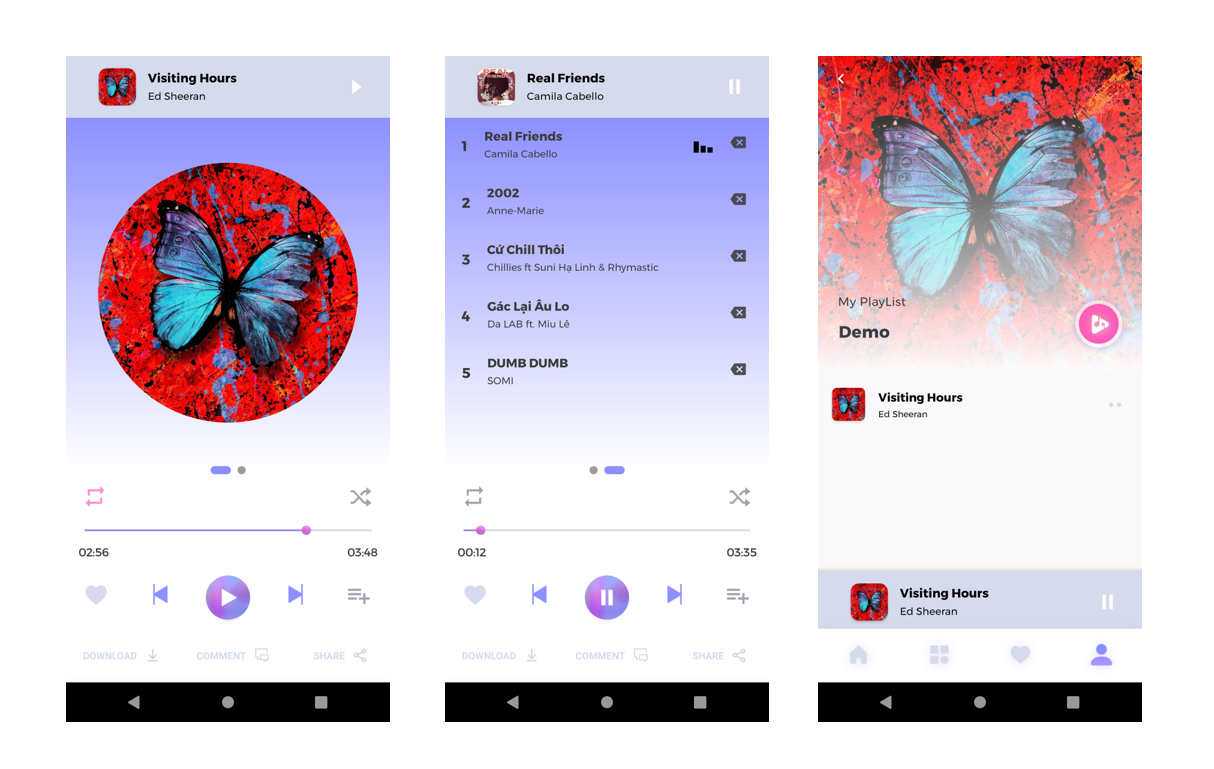 Visiting Hours
Ed Sheeran
02:56
03:48
DOWNLOAD
COMMENT
SHARE
Real Friends
Camila Cabello
1
Real Friends
Camila Cabello
2
2002
Anne-Marie
3
Cứ Chill Thôi
Chillies ft Suni Hạ Linh & Rhymastic
4
Gác Lại Âu Lo
Da LAB ft. Miu Lê
5
DUMB DUMB
SOMI
00:12
03:35
DOWNLOAD
COMMENT
SHARE
My PlayList
Demo
Visiting Hours
Ed Sheeran
Visiting Hours
Ed Sheeran